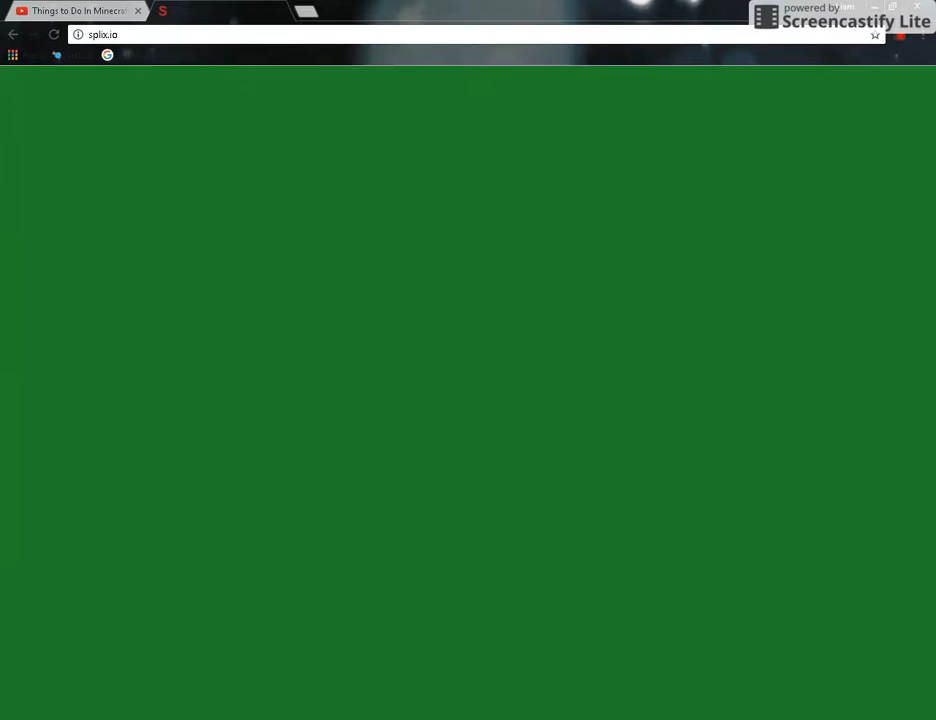 Things to Do In Minecra
S
powered by
Screencastify Lite
splix.io